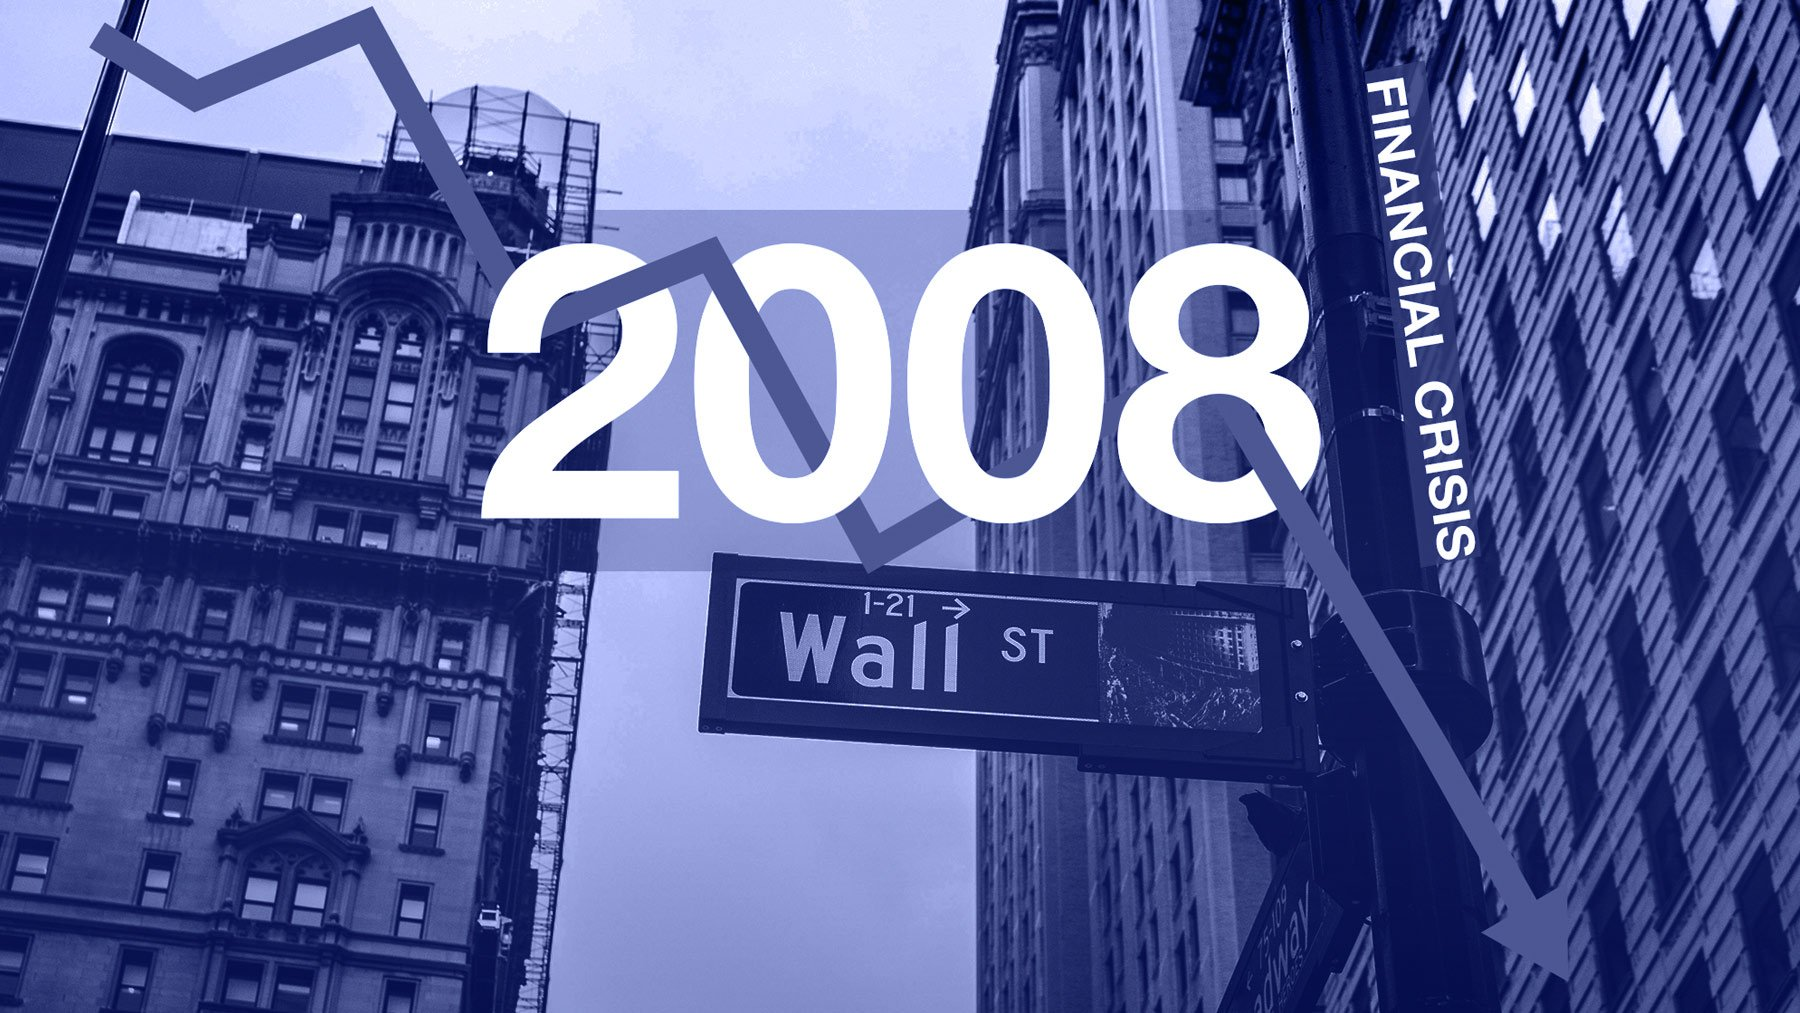 2008
FINANCIAL CRISIS
1-21 →
Wall ST